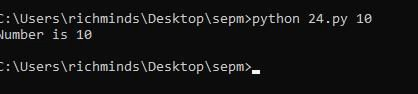 C:\Users\richminds\Desktop\sepm>python 24.py 10
Number is 10
C:\Users\richminds\Desktop\sepm>